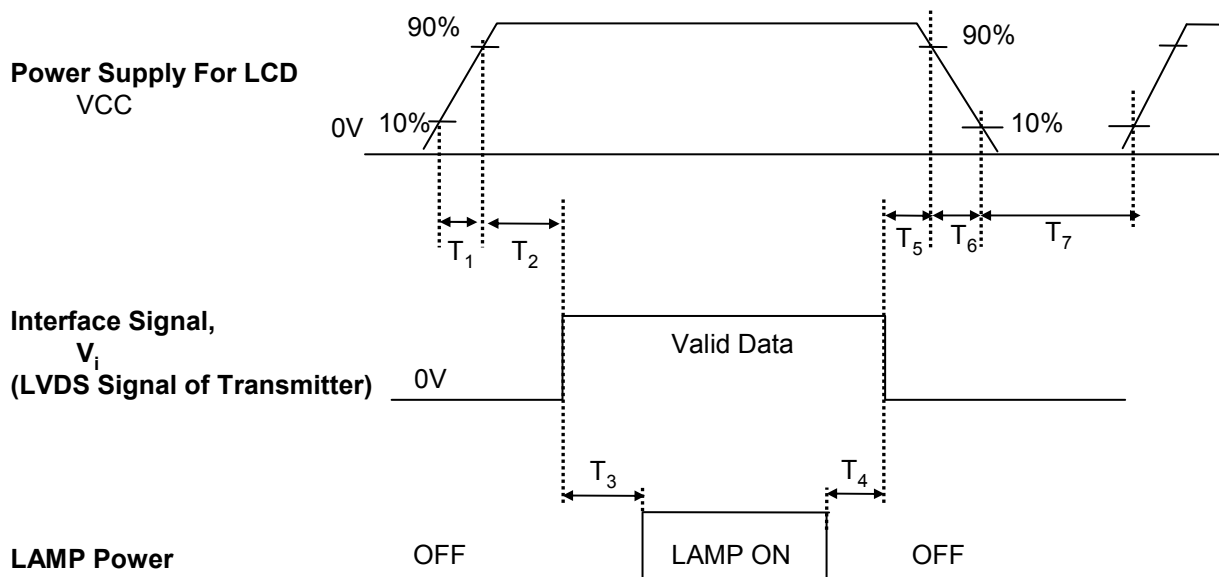 90%
90%
Power Supply For LCD
VCC
0V
10%
10%
T1
T2
T5
T6
T7
Interface Signal,
Vi
(LVDS Signal of Transmitter)
0V
Valid Data
T3
T4
LAMP Power
OFF
LAMP ON
OFF